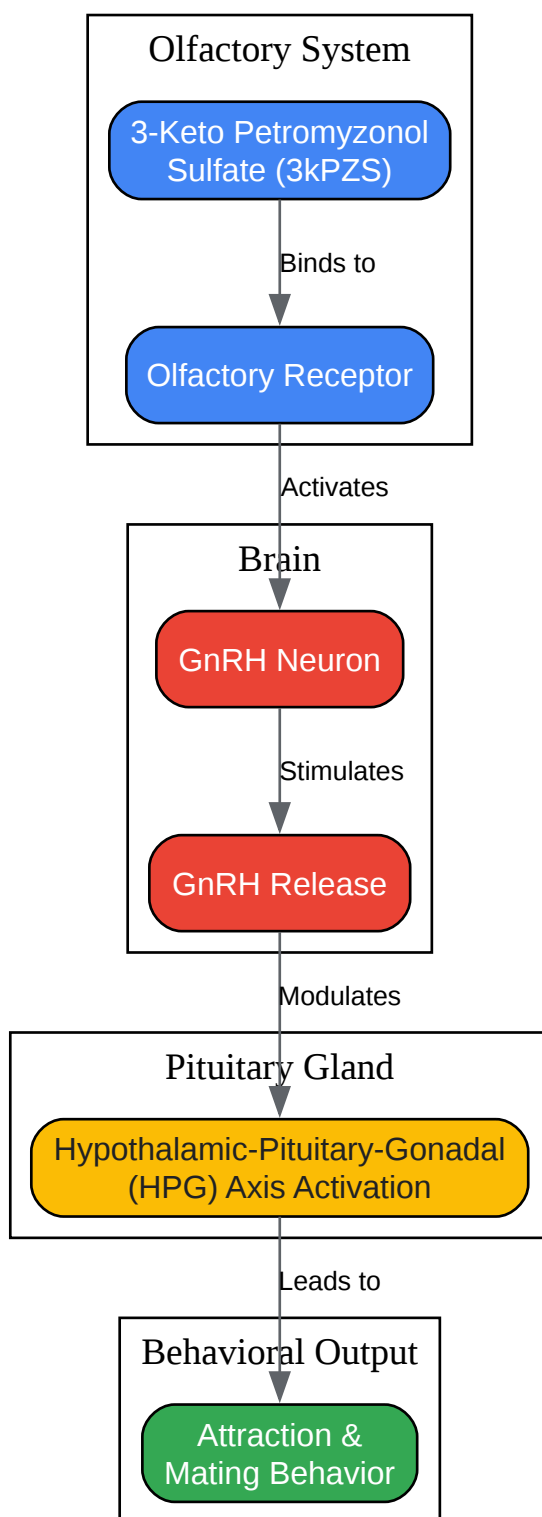 Olfactory System
3-Keto Petromyzonol
Sulfate (3kPZS)
Binds to
Olfactory Receptor
Activates
Brain
GnRH Neuron
Stimulates
GnRH Release
Modulates
Pituitary Gland
Hypothalamic-Pituitary-Gonadal
(HPG) Axis Activation
Leads to
Behavioral Output
Attraction &
Mating Behavior